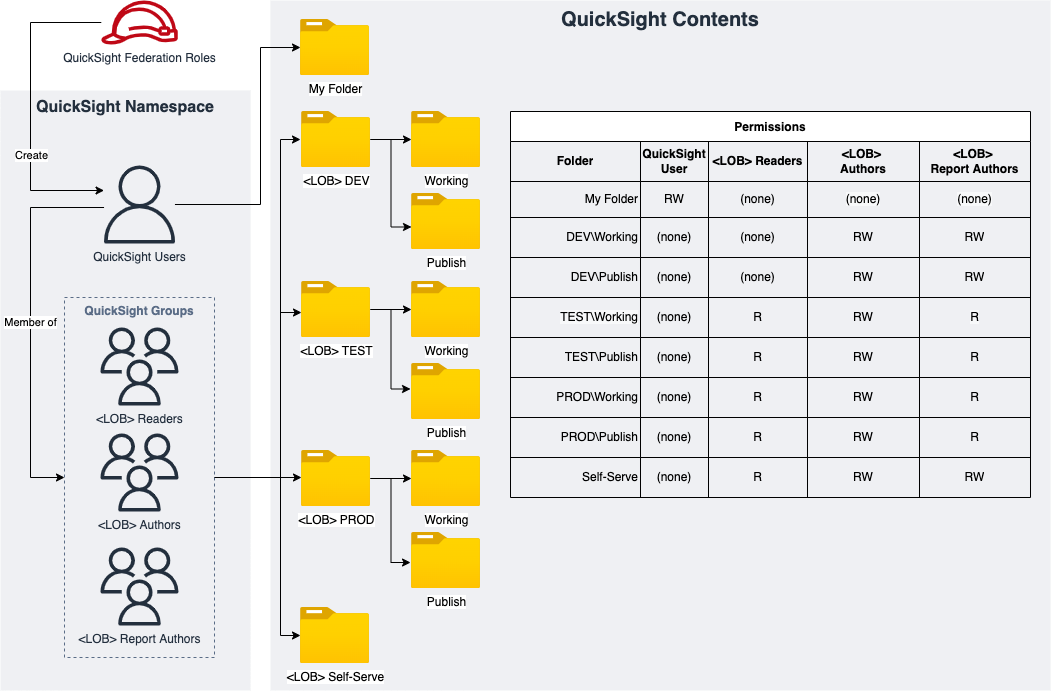 QuickSight Federation Roles
QuickSight Namespace
Create
QuickSight Users
Member of
QuickSight Groups
<LOB> Readers
<LOB> Authors
<LOB> Report Authors
QuickSight Contents
My Folder
<LOB> DEV
Working
Publish
<LOB> TEST
Working
Publish
<LOB> PROD
Working
Publish
<LOB> Self-Serve
Permissions
Folder
QuickSight
User
<LOB> Readers
<LOB>
Authors
<LOB>
Report Authors
My Folder RW (none) (none) (none)
DEV\Working (none) (none) RW RW
DEV\Publish (none) (none) RW RW
TEST\Working (none) R RW R
TEST\Publish (none) R RW R
PROD\Working (none) R RW R
PROD\Publish (none) R RW R
Self-Serve (none) R RW RW